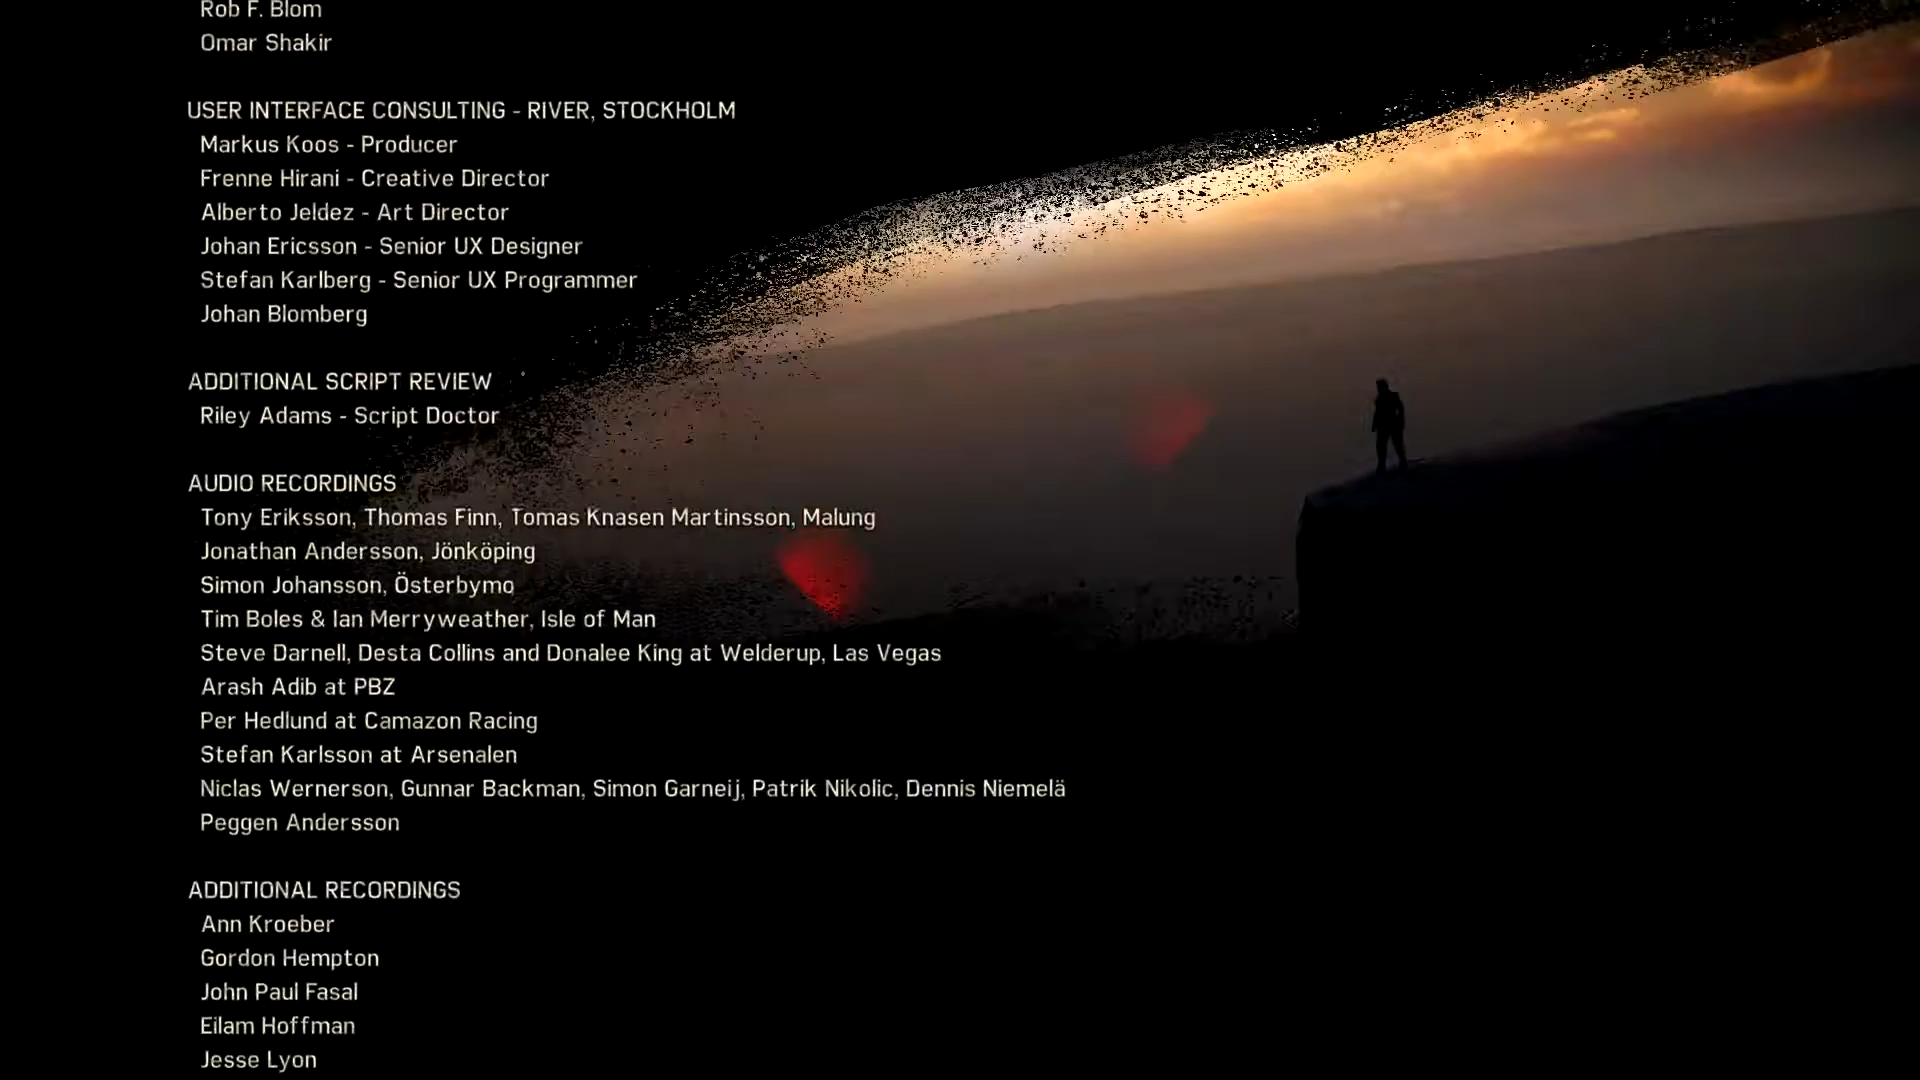 Rob F. Blom
Omar Shakir
USER INTERFACE CONSULTING - RIVER, STOCKHOLM
Markus Koos - Producer
Frenne Hirani - Creative Director
Alberto Jeldez - Art Director
Johan Ericsson - Senior UX Designer
Stefan Karlberg - Senior UX Programmer
Johan Blomberg
ADDITIONAL SCRIPT REVIEW
Riley Adams - Script Doctor
AUDIO RECORDINGS
Tony Eriksson, Thomas Finn, Tomas Knasen Martinsson, Malung
Jonathan Andersson, Jönköping
Simon Johansson, Österbymo
Tim Boles & Ian Merryweather, Isle of Man
Steve Darnell, Desta Collins and Donalee King at Welderup, Las Vegas
Arash Adib at PBZ
Per Hedlund at Camazon Racing
Stefan Karlsson at Arsenalen
Niclas Wernerson, Gunnar Backman, Simon Garneij, Patrik Nikolic, Dennis Niemelä
Peggen Andersson
ADDITIONAL RECORDINGS
Ann Kroeber
Gordon Hempton
John Paul Fasal
Eilam Hoffman
Jesse Lyon